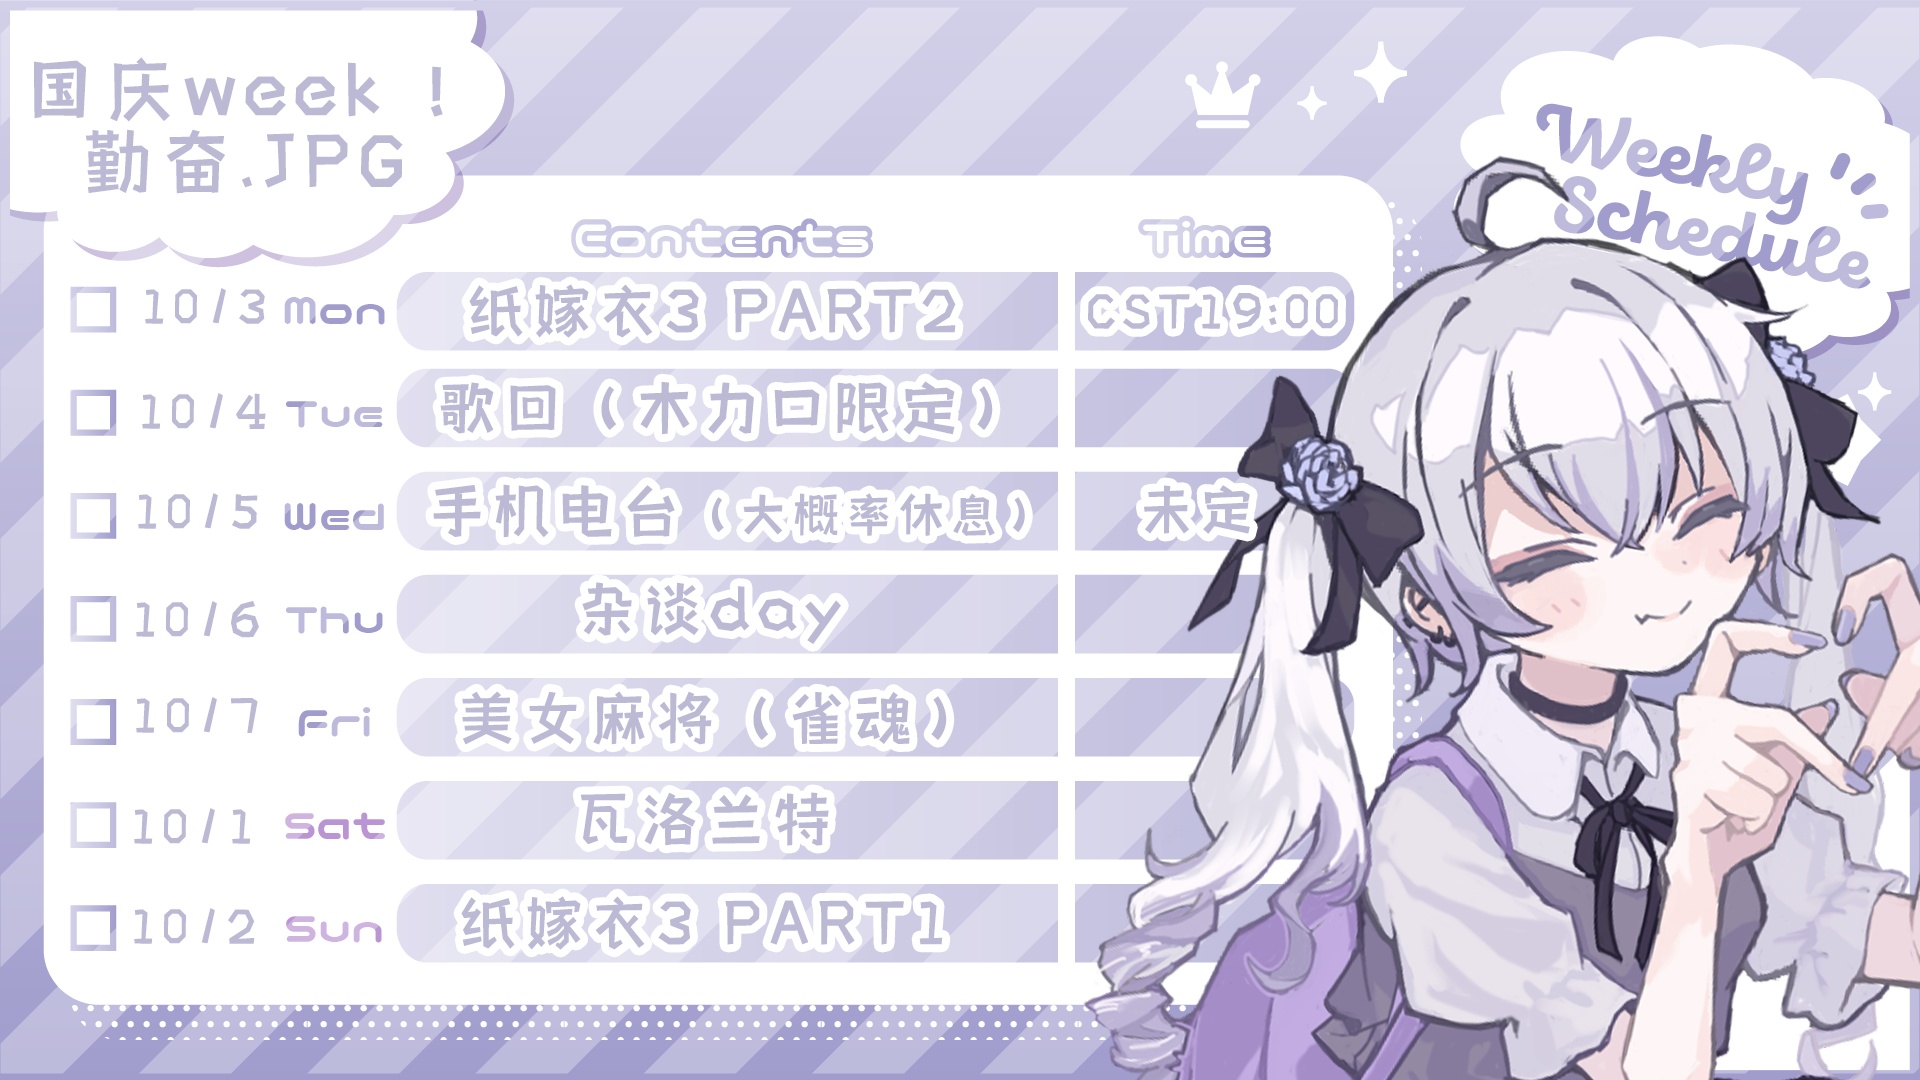 国庆week！
勤奋.JPG
Weekly
Schedule
Contents Time
10/3 Mon 纸嫁衣3 PART2 CST19:00
10/4 Tue 歌回（木力口限定）
10/5 Wed 手机电台（大概率休息） 未定
10/6 Thu 杂谈day
10/7 Fri 美女麻将（雀魂）
10/1 Sat 瓦洛兰特
10/2 Sun 纸嫁衣3 PART1